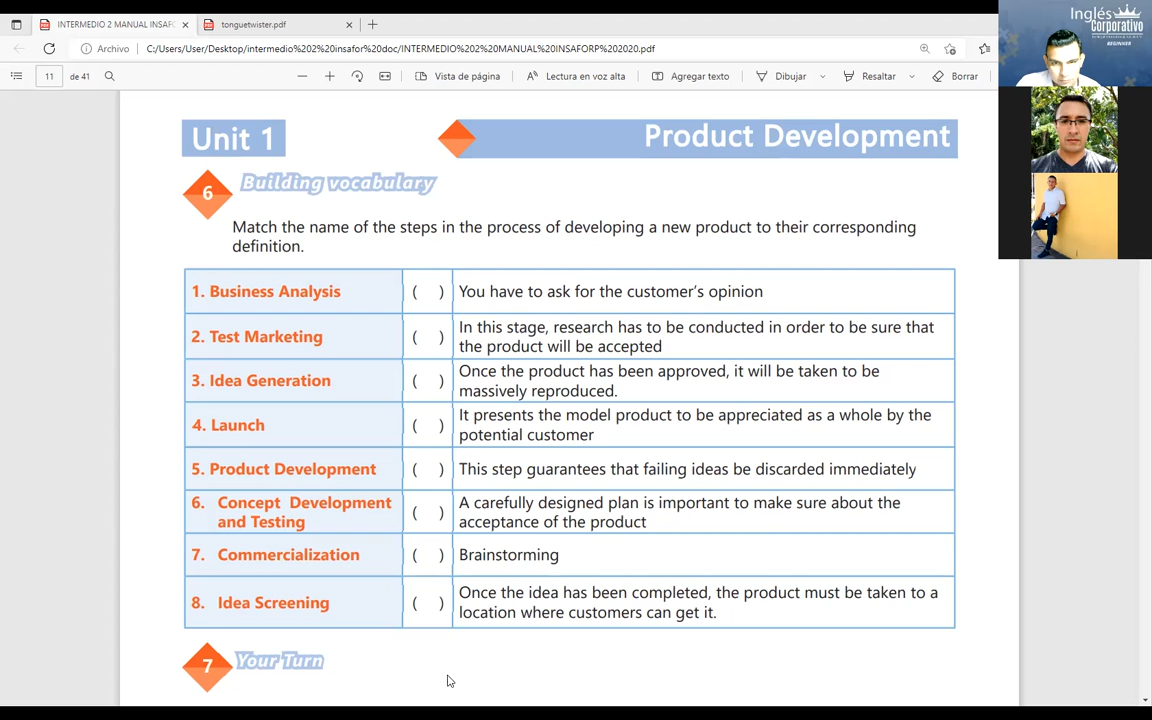 INTERMEDIO 2 MANUAL INSAFO
tonguetwister.pdf
Archivo
C:/Users/User/Desktop/intermedio%202%20insafor%20doc/INTERMEDIO%202%20MANUAL%20INSAFORP%202020.pdf
11 de 41
Vista de página
Lectura en voz alta
Agregar texto
Dibujar
Resaltar
Borrar
Inglés
Corporativo
BEGINNER
Unit 1
Product Development
6 Building vocabulary
Match the name of the steps in the process of developing a new product to their corresponding
definition.
1. Business Analysis ( ) You have to ask for the customer's opinion
2. Test Marketing ( ) In this stage, research has to be conducted in order to be sure that
the product will be accepted
3. Idea Generation ( ) Once the product has been approved, it will be taken to be
massively reproduced.
4. Launch ( ) It presents the model product to be appreciated as a whole by the
potential customer
5. Product Development ( ) This step guarantees that failing ideas be discarded immediately
6. Concept Development
and Testing ( ) A carefully designed plan is important to make sure about the
acceptance of the product
7. Commercialization ( ) Brainstorming
8. Idea Screening ( ) Once the idea has been completed, the product must be taken to a
location where customers can get it.
7 Your Turn